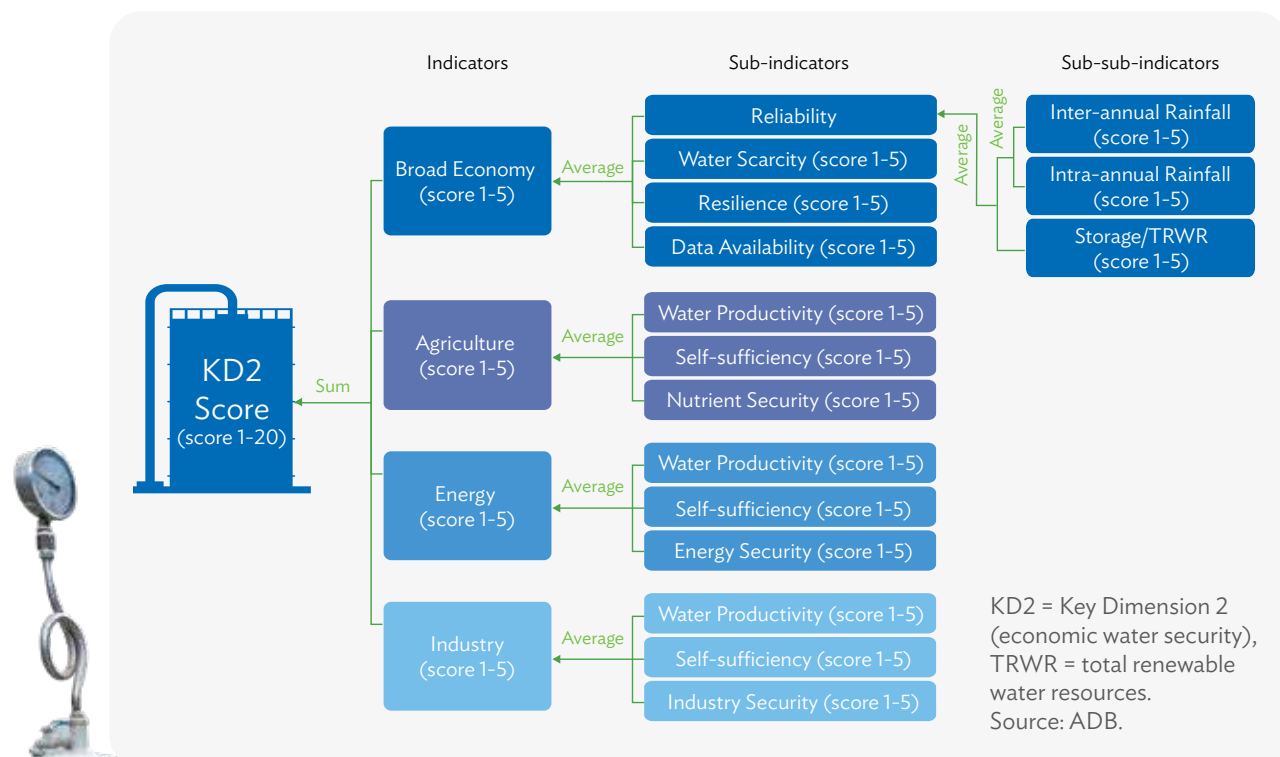 Indicators
Sub-indicators
Sub-sub-indicators
KD2
Score
(score 1-20)
Sum
Broad Economy
(score 1-5)
Average
Reliability
Water Scarcity (score 1-5)
Resilience (score 1-5)
Data Availability (score 1-5)
Average
Average
Inter-annual Rainfall
(score 1-5)
Intra-annual Rainfall
(score 1-5)
Storage/TRWR
(score 1-5)
Agriculture
(score 1-5)
Average
Water Productivity (score 1-5)
Self-sufficiency (score 1-5)
Nutrient Security (score 1-5)
Energy
(score 1-5)
Average
Water Productivity (score 1-5)
Self-sufficiency (score 1-5)
Energy Security (score 1-5)
Industry
(score 1-5)
Average
Water Productivity (score 1-5)
Self-sufficiency (score 1-5)
Industry Security (score 1-5)
KD2 = Key Dimension 2
(economic water security),
TRWR = total renewable
water resources.
Source: ADB.